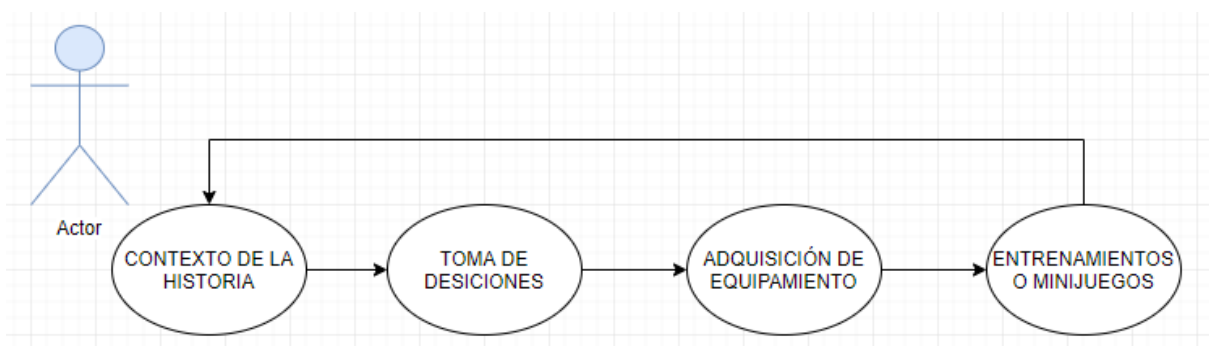 Actor
CONTEXTO DE LA
HISTORIA
TOMA DE
DESICIONES
ADQUISICIÓN DE
EQUIPAMIENTO
ENTRENAMIENTOS
O MINIJUEGOS